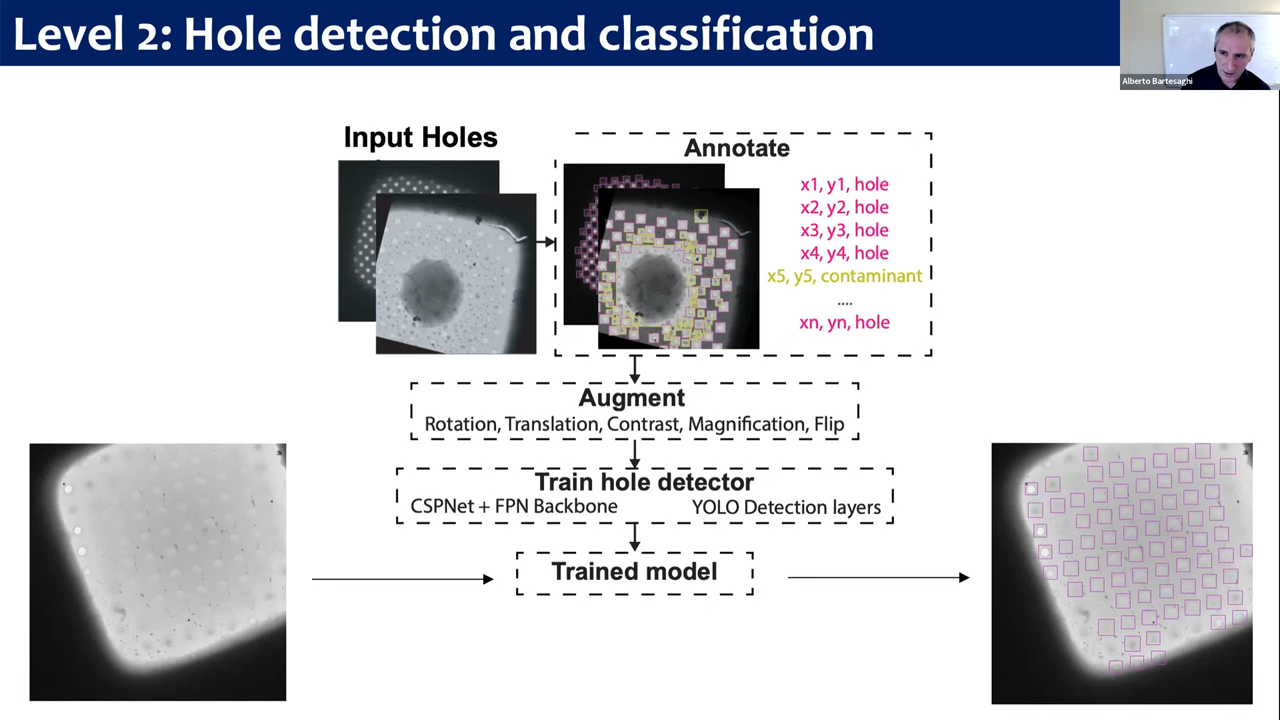 Level 2: Hole detection and classification
Alberto Bartesaghi
Input Holes
Annotate
x1, y1, hole
x2, y2, hole
x3, y3, hole
x4, y4, hole
x5, y5, contaminant
....
xn, yn, hole
Augment
Rotation, Translation, Contrast, Magnification, Flip
Train hole detector
CSPNet + FPN Backbone
YOLO Detection layers
Trained model